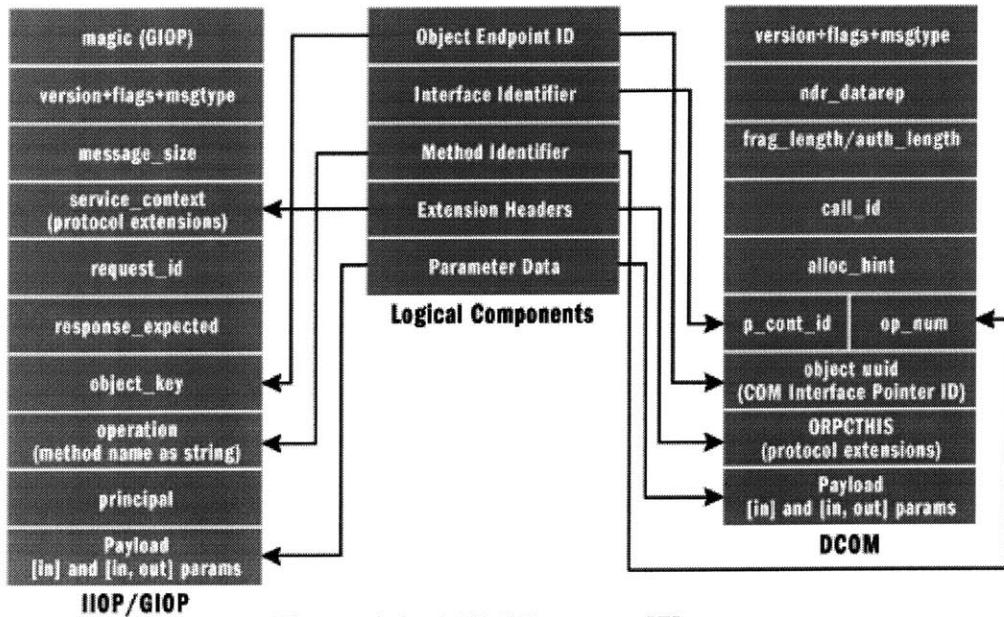 magic (GIOP)
version+flags+msgtype
message_size
service_context
(protocol extensions)
request_id
response_expected
object_key
operation
(method name as string)
principal
Payload
[in] and [in, out] params
IIOP/GIOP
Object Endpoint ID
Interface Identifier
Method Identifier
Extension Headers
Parameter Data
Logical Components
version+flags+msgtype
ndr_datarep
frag_length/auth_length
call_id
alloc_hint
p_cont_id
op_num
object uuid
(COM Interface Pointer ID)
ORPCTHIS
(protocol extensions)
Payload
[in] and [in, out] params
DCOM